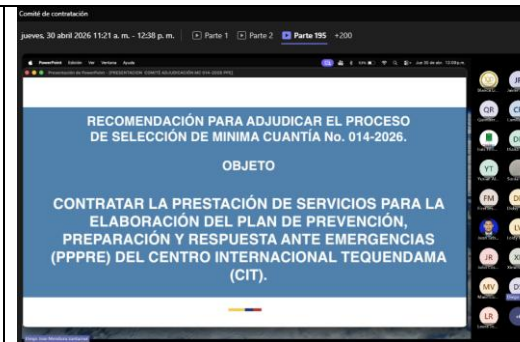 Comité de contratación
jueves, 30 abril 2026 11:21 a. m. - 12:38 p. m.
Parte 1
Parte 2
Parte 195
+200
PowerPoint
RECOMENDACIÓN PARA ADJUDICAR EL PROCESO
DE SELECCIÓN DE MINIMA CUANTÍA No. 014-2026.
OBJETO
CONTRATAR LA PRESTACIÓN DE SERVICIOS PARA LA
ELABORACIÓN DEL PLAN DE PREVENCIÓN,
PREPARACIÓN Y RESPUESTA ANTE EMERGENCIAS
(PPPRE) DEL CENTRO INTERNACIONAL TEQUENDAMA
(CIT).
QR
YT
FM
JR
MV
LR